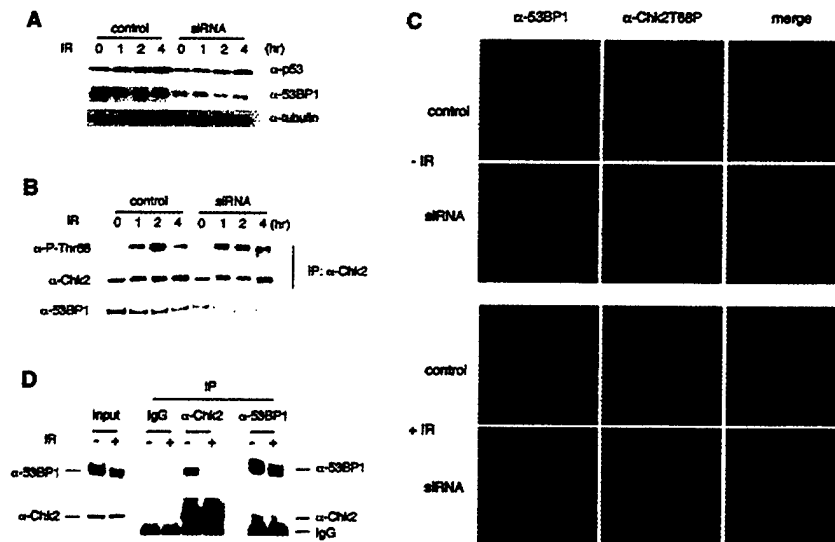 A
control siRNA
IR 0 1 2 4 0 1 2 4 (hr)
α-p53
α-53BP1
α-tubulin
B
control siRNA
IR 0 1 2 4 0 1 2 4 (hr)
α-P-Thr68
α-Chk2
IP: α-Chk2
α-53BP1
D
IP
Input IgG α-Chk2 α-53BP1
IR - + - + - + - +
α-53BP1 α-53BP1
α-Chk2 α-Chk2
IgG
C
α-53BP1 α-Chk2T68P merge
control
- IR
siRNA
control
+ IR
siRNA